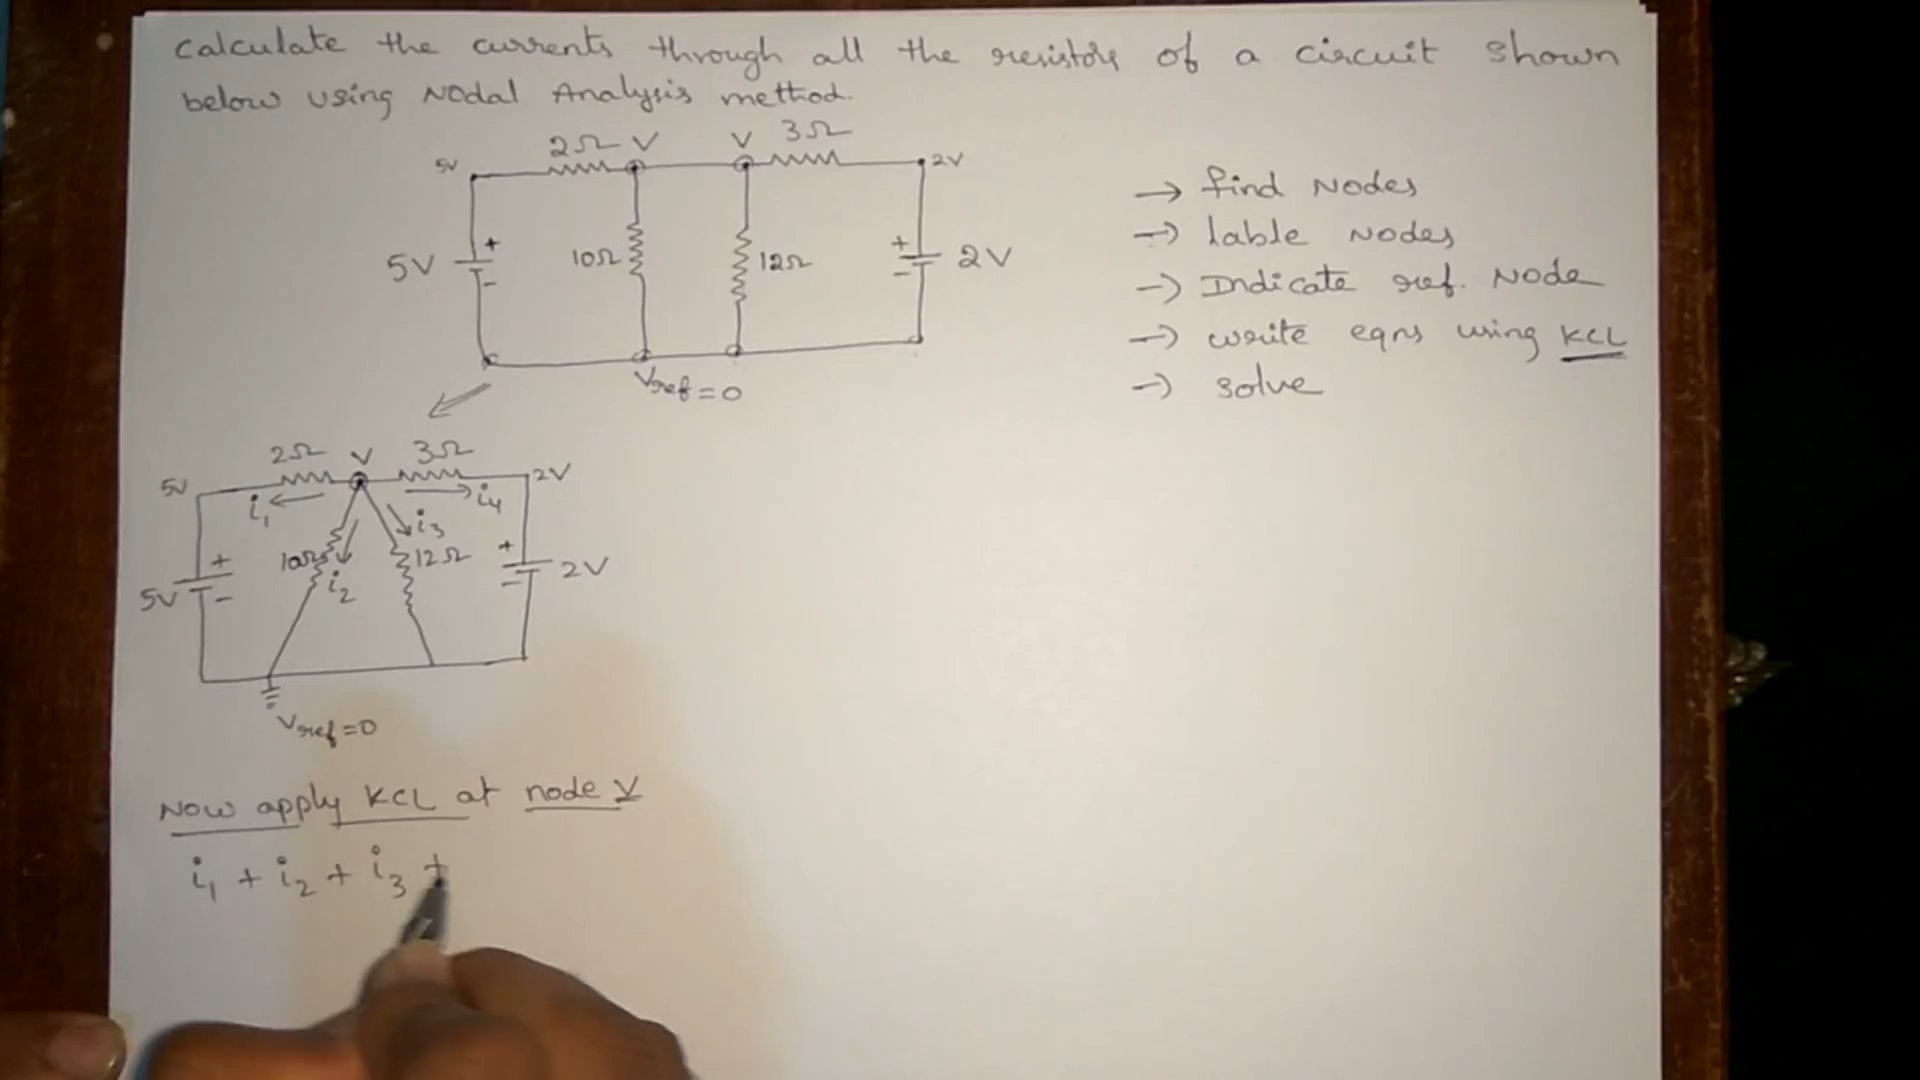 calculate the currents through all the resistors of a circuit shown
below using Nodal Analysis method.
5V 2Ω V V 3Ω 2V
5V + - 10Ω 12Ω + - 2V
Vref = 0
→ find Nodes
→ lable Nodes
→ Indicate ref. Node
→ write eqns using KCL
→ solve
5V 2Ω V 3Ω 2V
i1 i4
i3
5V + - 10Ω i2 12Ω + - 2V
Vref = 0
Now apply KCL at node V
i1 + i2 + i3 +